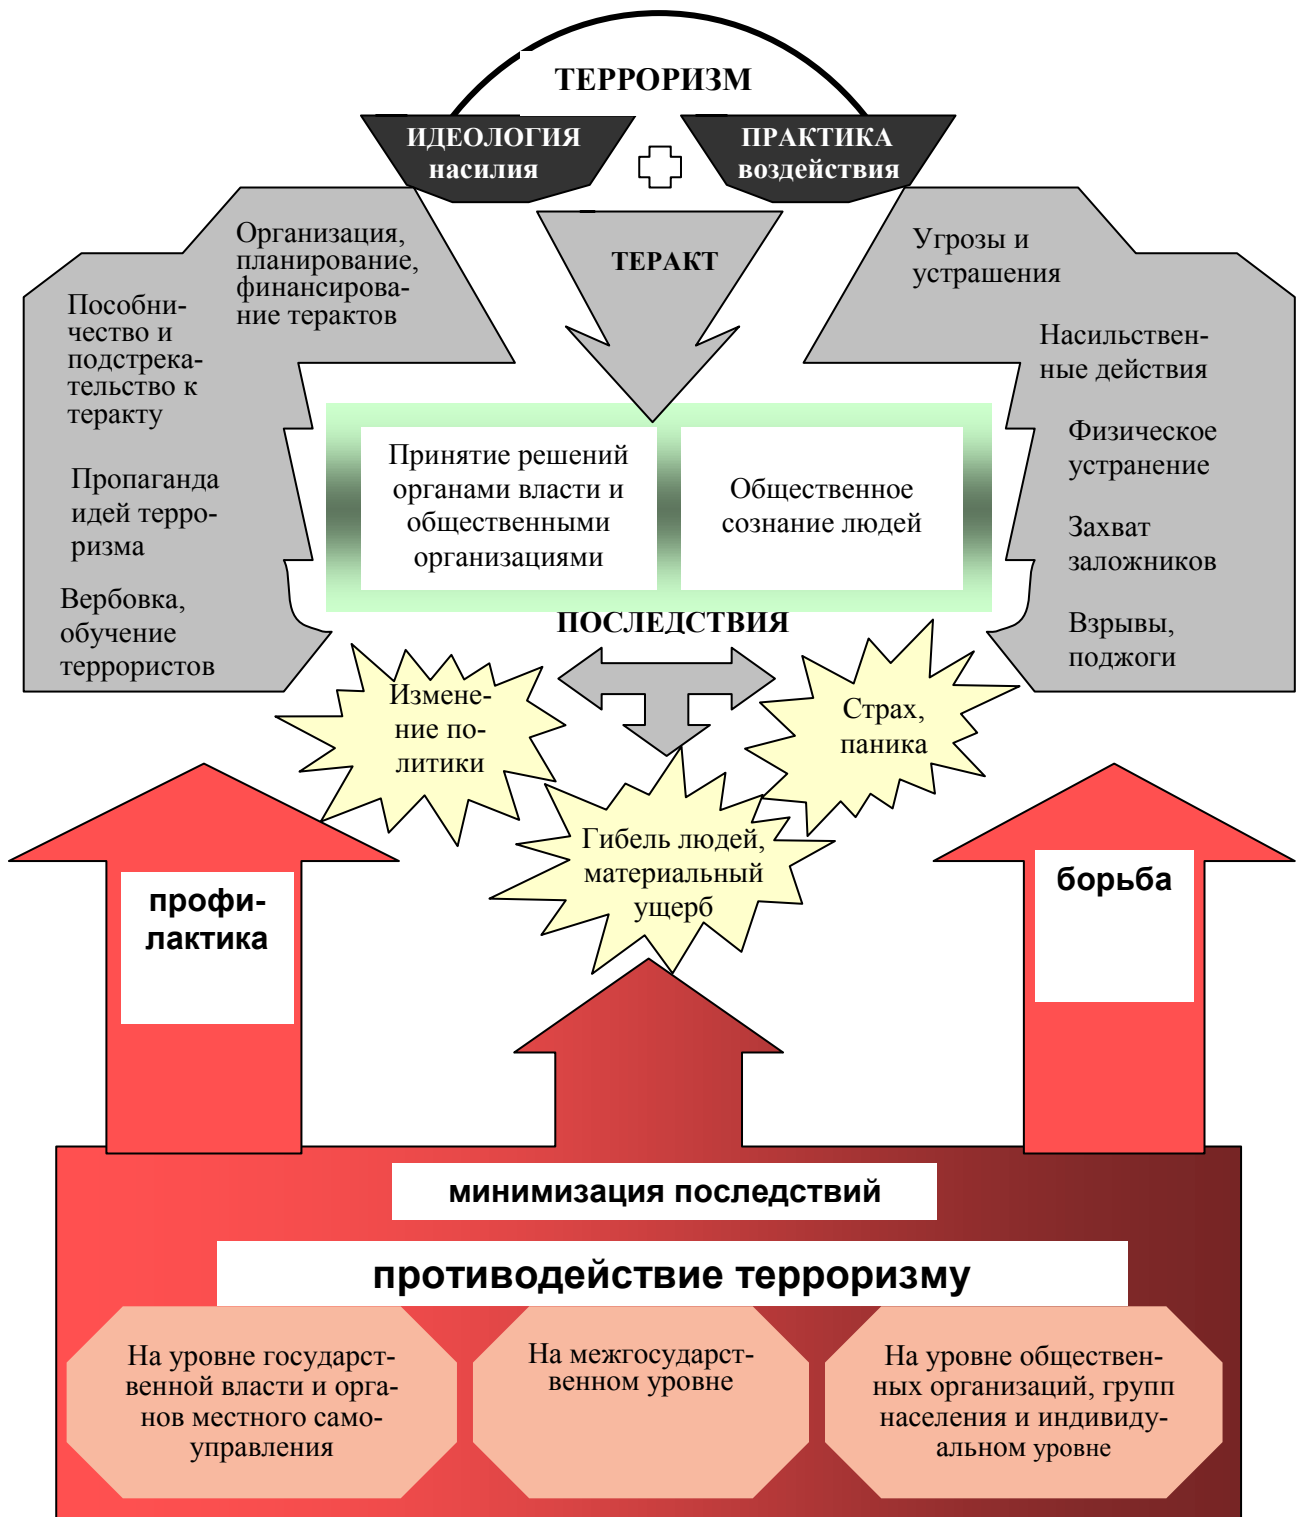 ТЕРРОРИЗМ
ИДЕОЛОГИЯ
насилия
ПРАКТИКА
воздействия
Организация,
планирование,
финансирова-
ние терактов
Пособни-
чество и
подстрека-
тельство к
теракту
Пропаганда
идей терро-
ризма
Вербовка,
обучение
террористов
ТЕРАКТ
Угрозы и
устрашения
Насильствен-
ные действия
Физическое
устранение
Захват
заложников
Взрывы,
поджоги
Принятие решений
органами власти и
общественными
организациями
Общественное
сознание людей
ПОСЛЕДСТВИЯ
Измене-
ние по-
литики
Страх,
паника
Гибель людей,
материальный
ущерб
профи-
лактика
борьба
минимизация последствий
противодействие терроризму
На уровне государст-
венной власти и орга-
нов местного само-
управления
На межгосударст-
венном уровне
На уровне обществен-
ных организаций, групп
населения и индивиду-
альном уровне